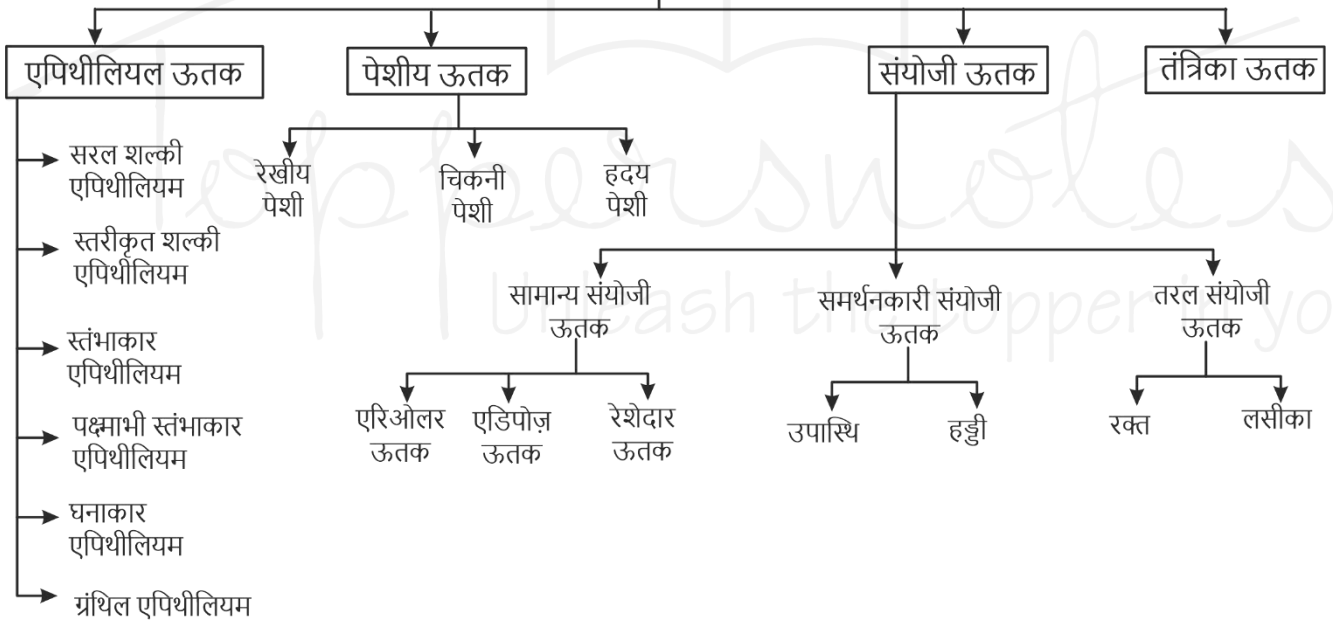 एपिथीलियल ऊतक
पेशीय ऊतक
संयोजी ऊतक
तंत्रिका ऊतक
सरल शल्की
एपिथीलियम
स्तरीकृत शल्की
एपिथीलियम
स्तंभाकार
एपिथीलियम
पक्ष्माभी स्तंभाकार
एपिथीलियम
घनाकार
एपिथीलियम
ग्रंथिल एपिथीलियम
रेखीय
पेशी
चिकनी
पेशी
हृदय
पेशी
सामान्य संयोजी
ऊतक
समर्थनकारी संयोजी
ऊतक
तरल संयोजी
ऊतक
एरिओलर
ऊतक
एडिपोज़
ऊतक
रेशेदार
ऊतक
उपास्थि
हड्डी
रक्त
लसीका
Toppersnotes
Unleash the topper in yo